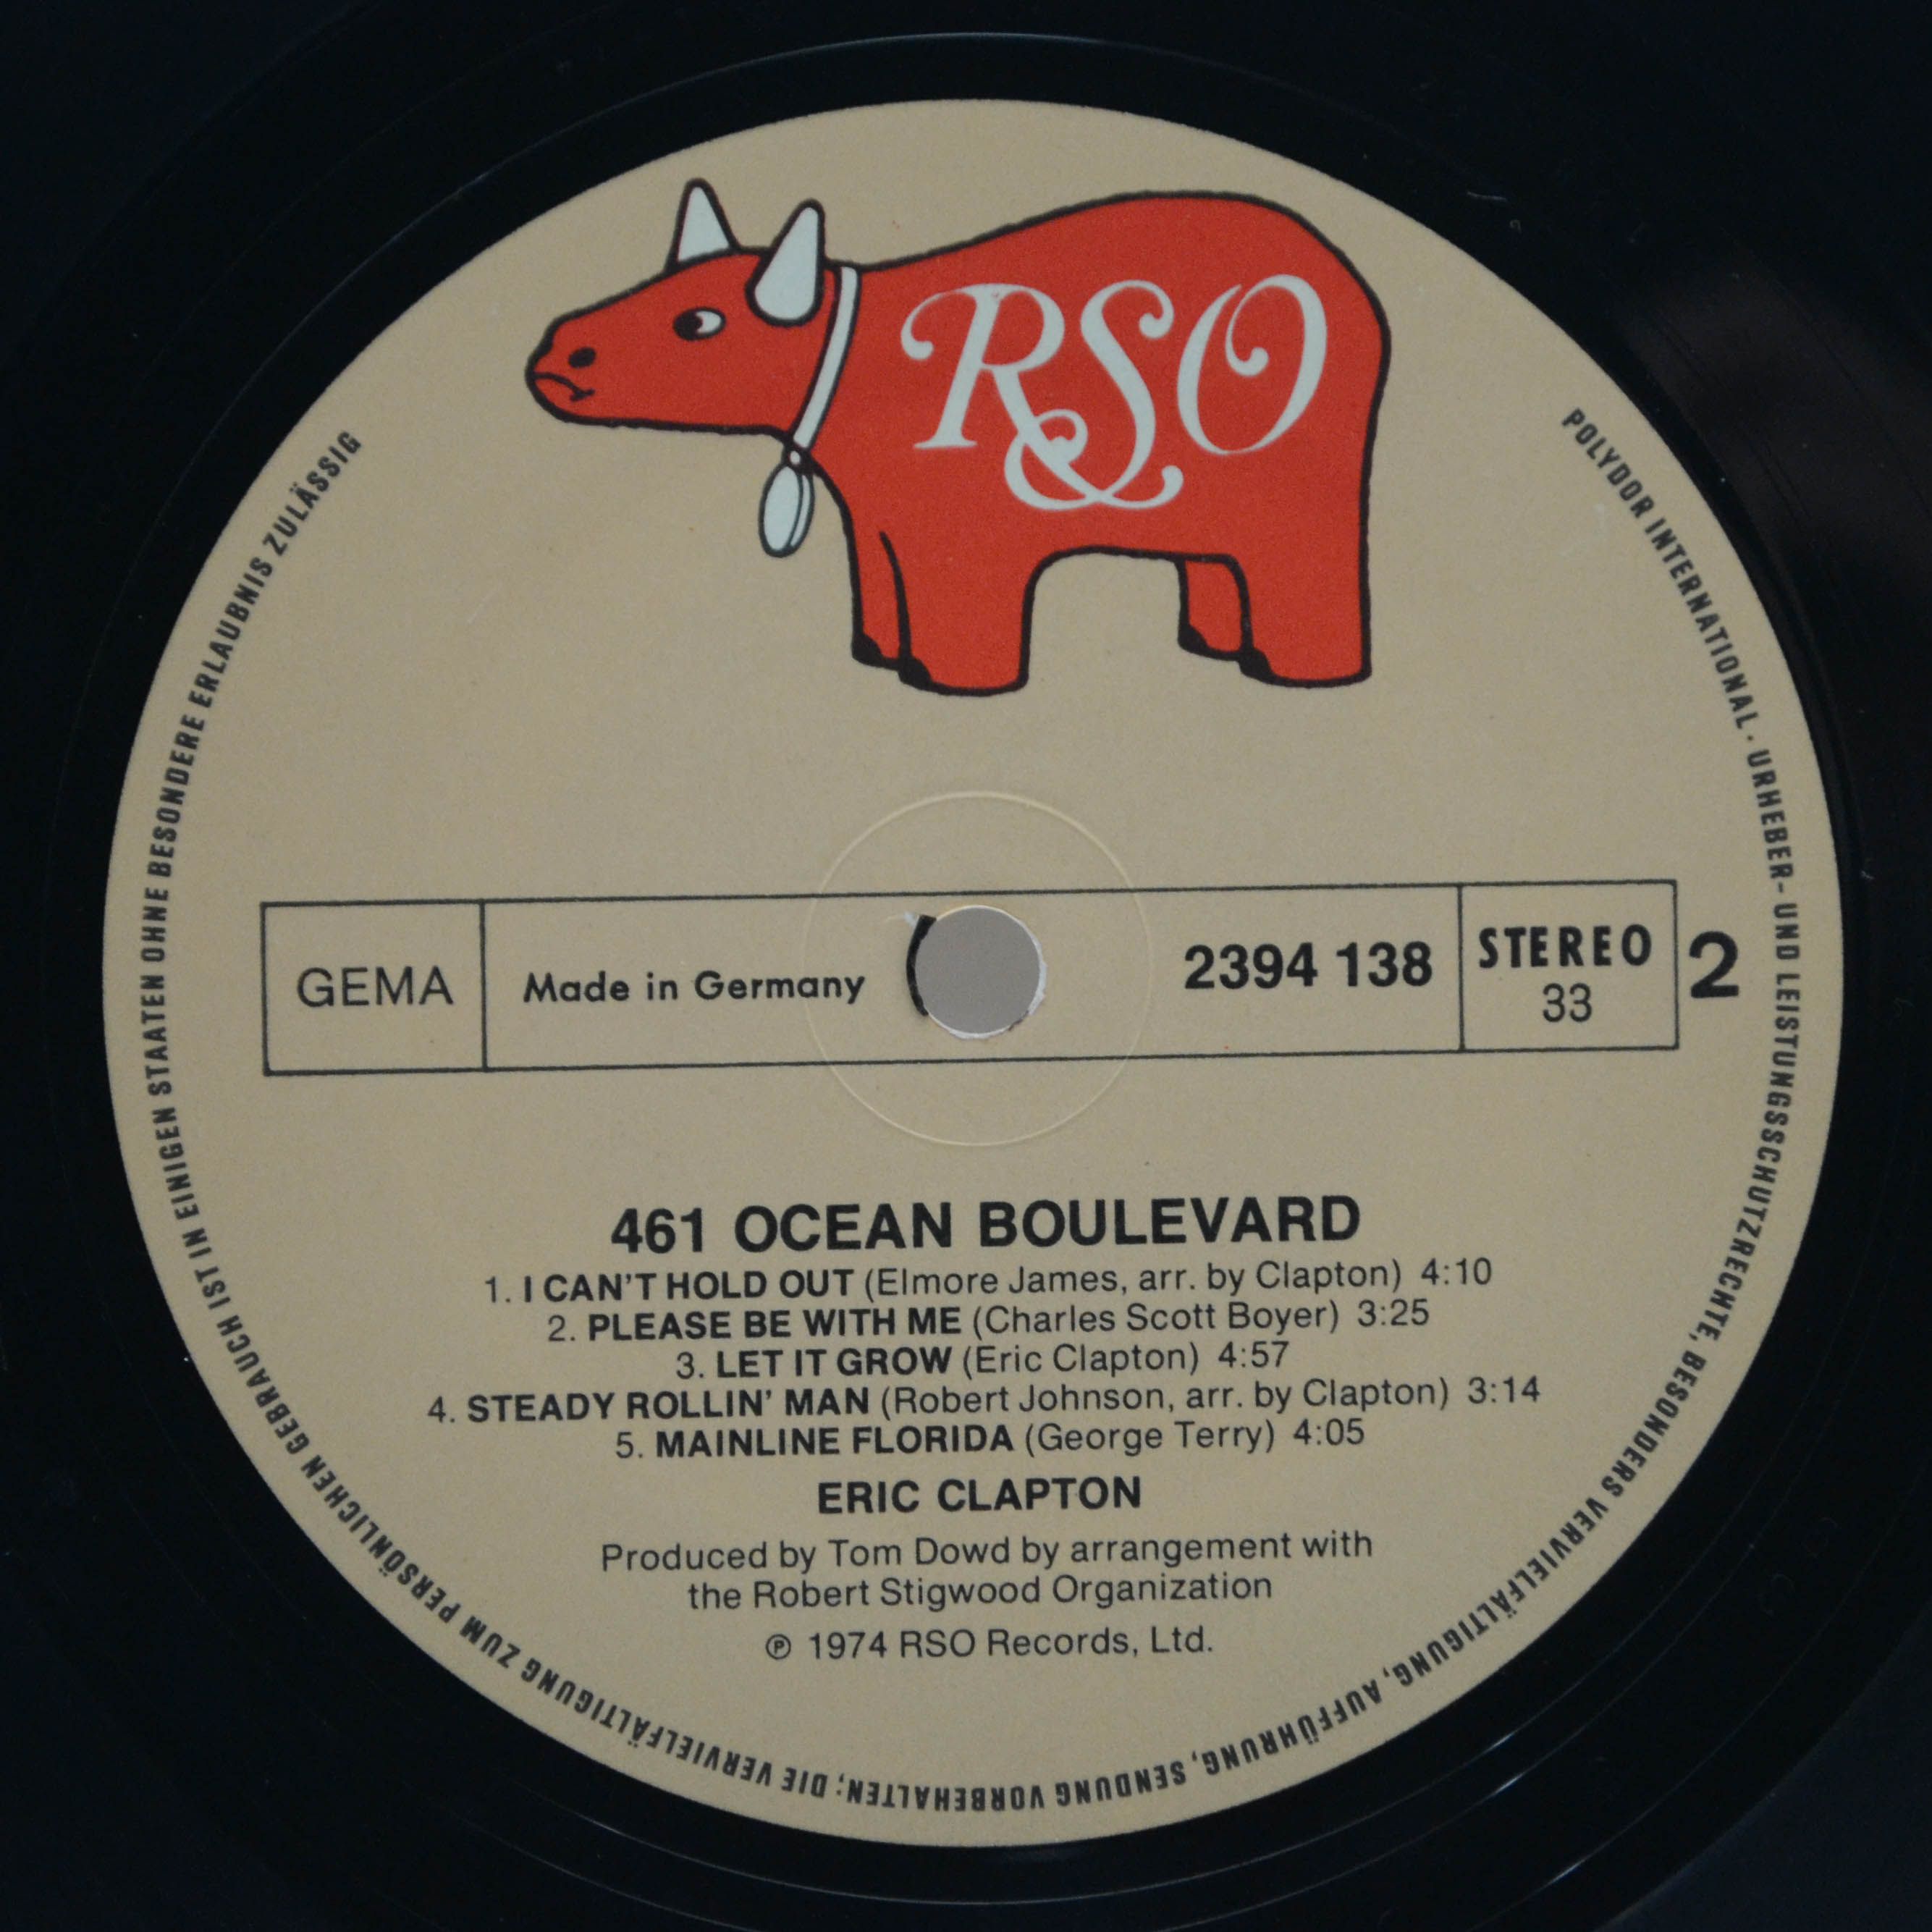 RSO
POLYDOR INTERNATIONAL · URHEBER- UND LEISTUNGSSCHUTZRECHTE, BESONDERS VERVIELFÄLTIGUNG, AUFFÜHRUNG, SENDUNG VORBEHALTEN; DIE VERVIELFÄLTIGUNG ZUM PERSÖNLICHEN GEBRAUCH IST IN EINIGEN STAATEN OHNE BESONDERE ERLAUBNIS ZULÄSSIG
GEMA Made in Germany 2394 138 STEREO 2
33
461 OCEAN BOULEVARD
1. I CAN'T HOLD OUT (Elmore James, arr. by Clapton) 4:10
2. PLEASE BE WITH ME (Charles Scott Boyer) 3:25
3. LET IT GROW (Eric Clapton) 4:57
4. STEADY ROLLIN' MAN (Robert Johnson, arr. by Clapton) 3:14
5. MAINLINE FLORIDA (George Terry) 4:05
ERIC CLAPTON
Produced by Tom Dowd by arrangement with
the Robert Stigwood Organization
℗ 1974 RSO Records, Ltd.